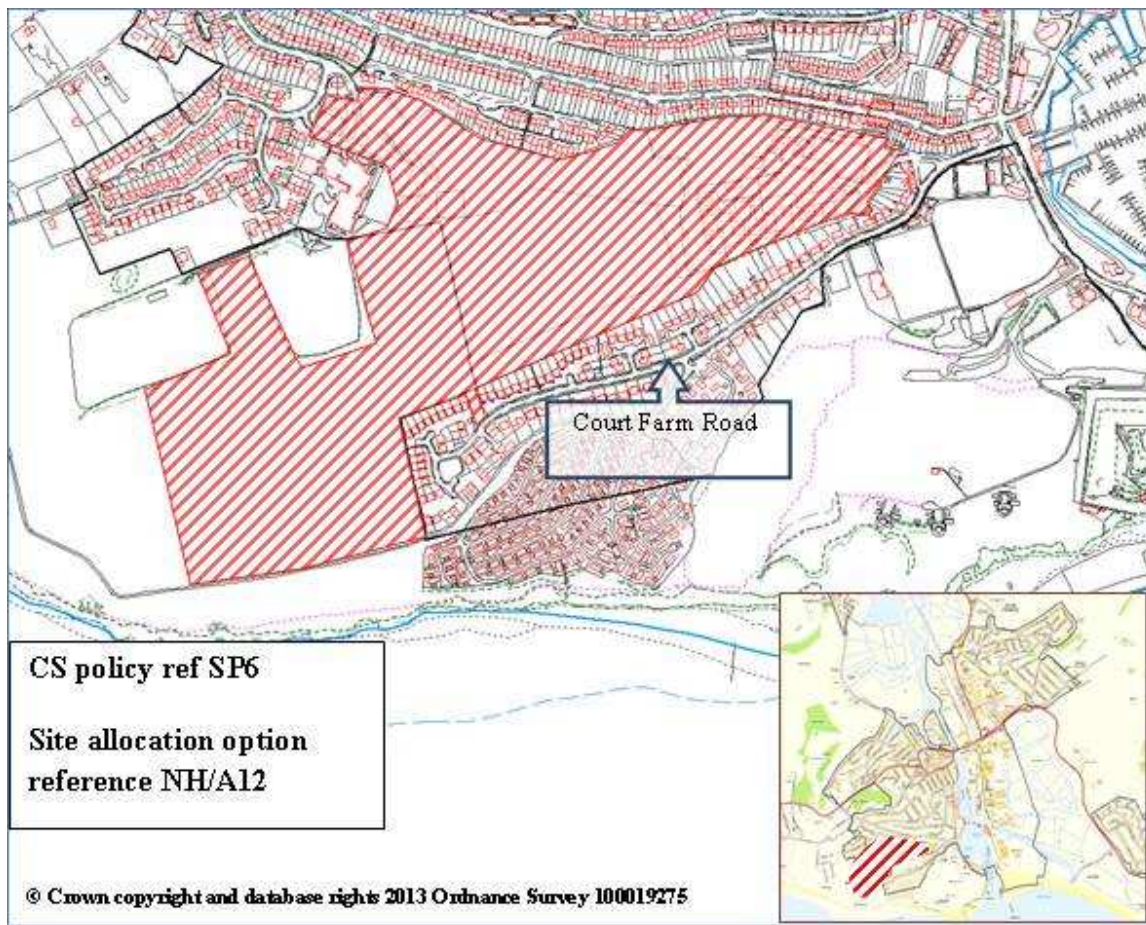 Court Farm Road
CS policy ref SP6
Site allocation option
reference NH/A12
© Crown copyright and database rights 2013 Ordnance Survey 100019275